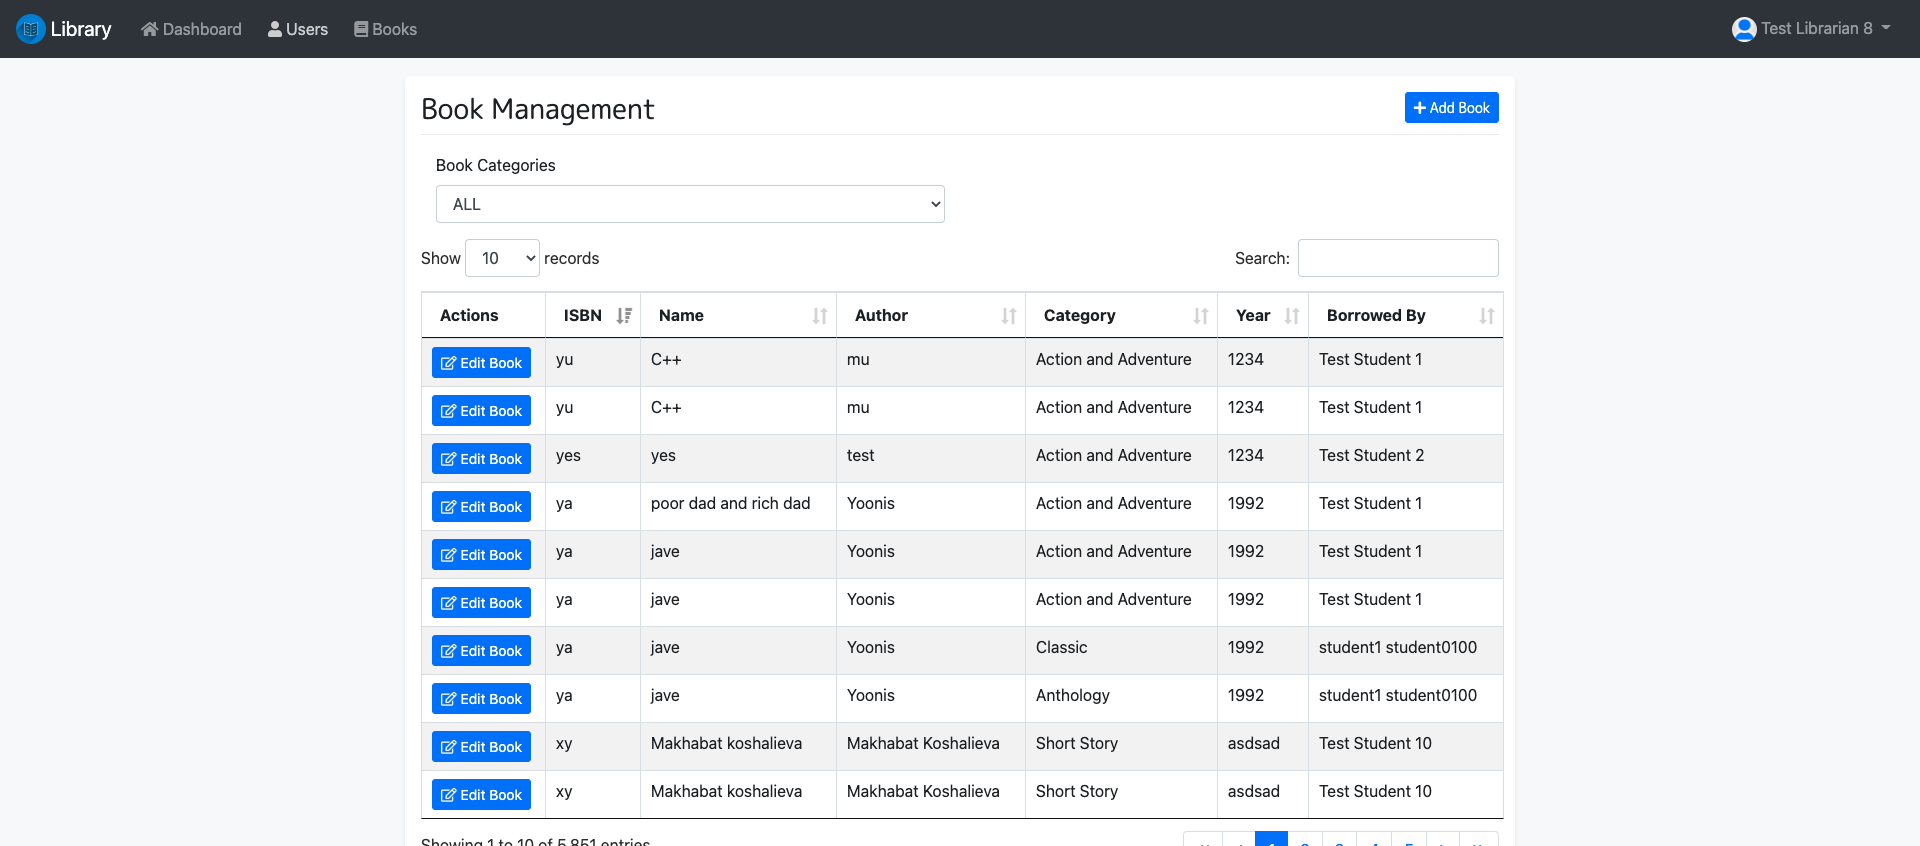 Library Dashboard Users Books Test Librarian 8
Book Management Add Book
Book Categories
ALL
Show 10 records Search:
Actions ISBN Name Author Category Year Borrowed By
Edit Book yu C++ mu Action and Adventure 1234 Test Student 1
Edit Book yu C++ mu Action and Adventure 1234 Test Student 1
Edit Book yes yes test Action and Adventure 1234 Test Student 2
Edit Book ya poor dad and rich dad Yoonis Action and Adventure 1992 Test Student 1
Edit Book ya jave Yoonis Action and Adventure 1992 Test Student 1
Edit Book ya jave Yoonis Action and Adventure 1992 Test Student 1
Edit Book ya jave Yoonis Classic 1992 student1 student0100
Edit Book ya jave Yoonis Anthology 1992 student1 student0100
Edit Book xy Makhabat koshalieva Makhabat Koshalieva Short Story asdsad Test Student 10
Edit Book xy Makhabat koshalieva Makhabat Koshalieva Short Story asdsad Test Student 10
Showing 1 to 10 of 5,851 entries 1 2 3 4 5